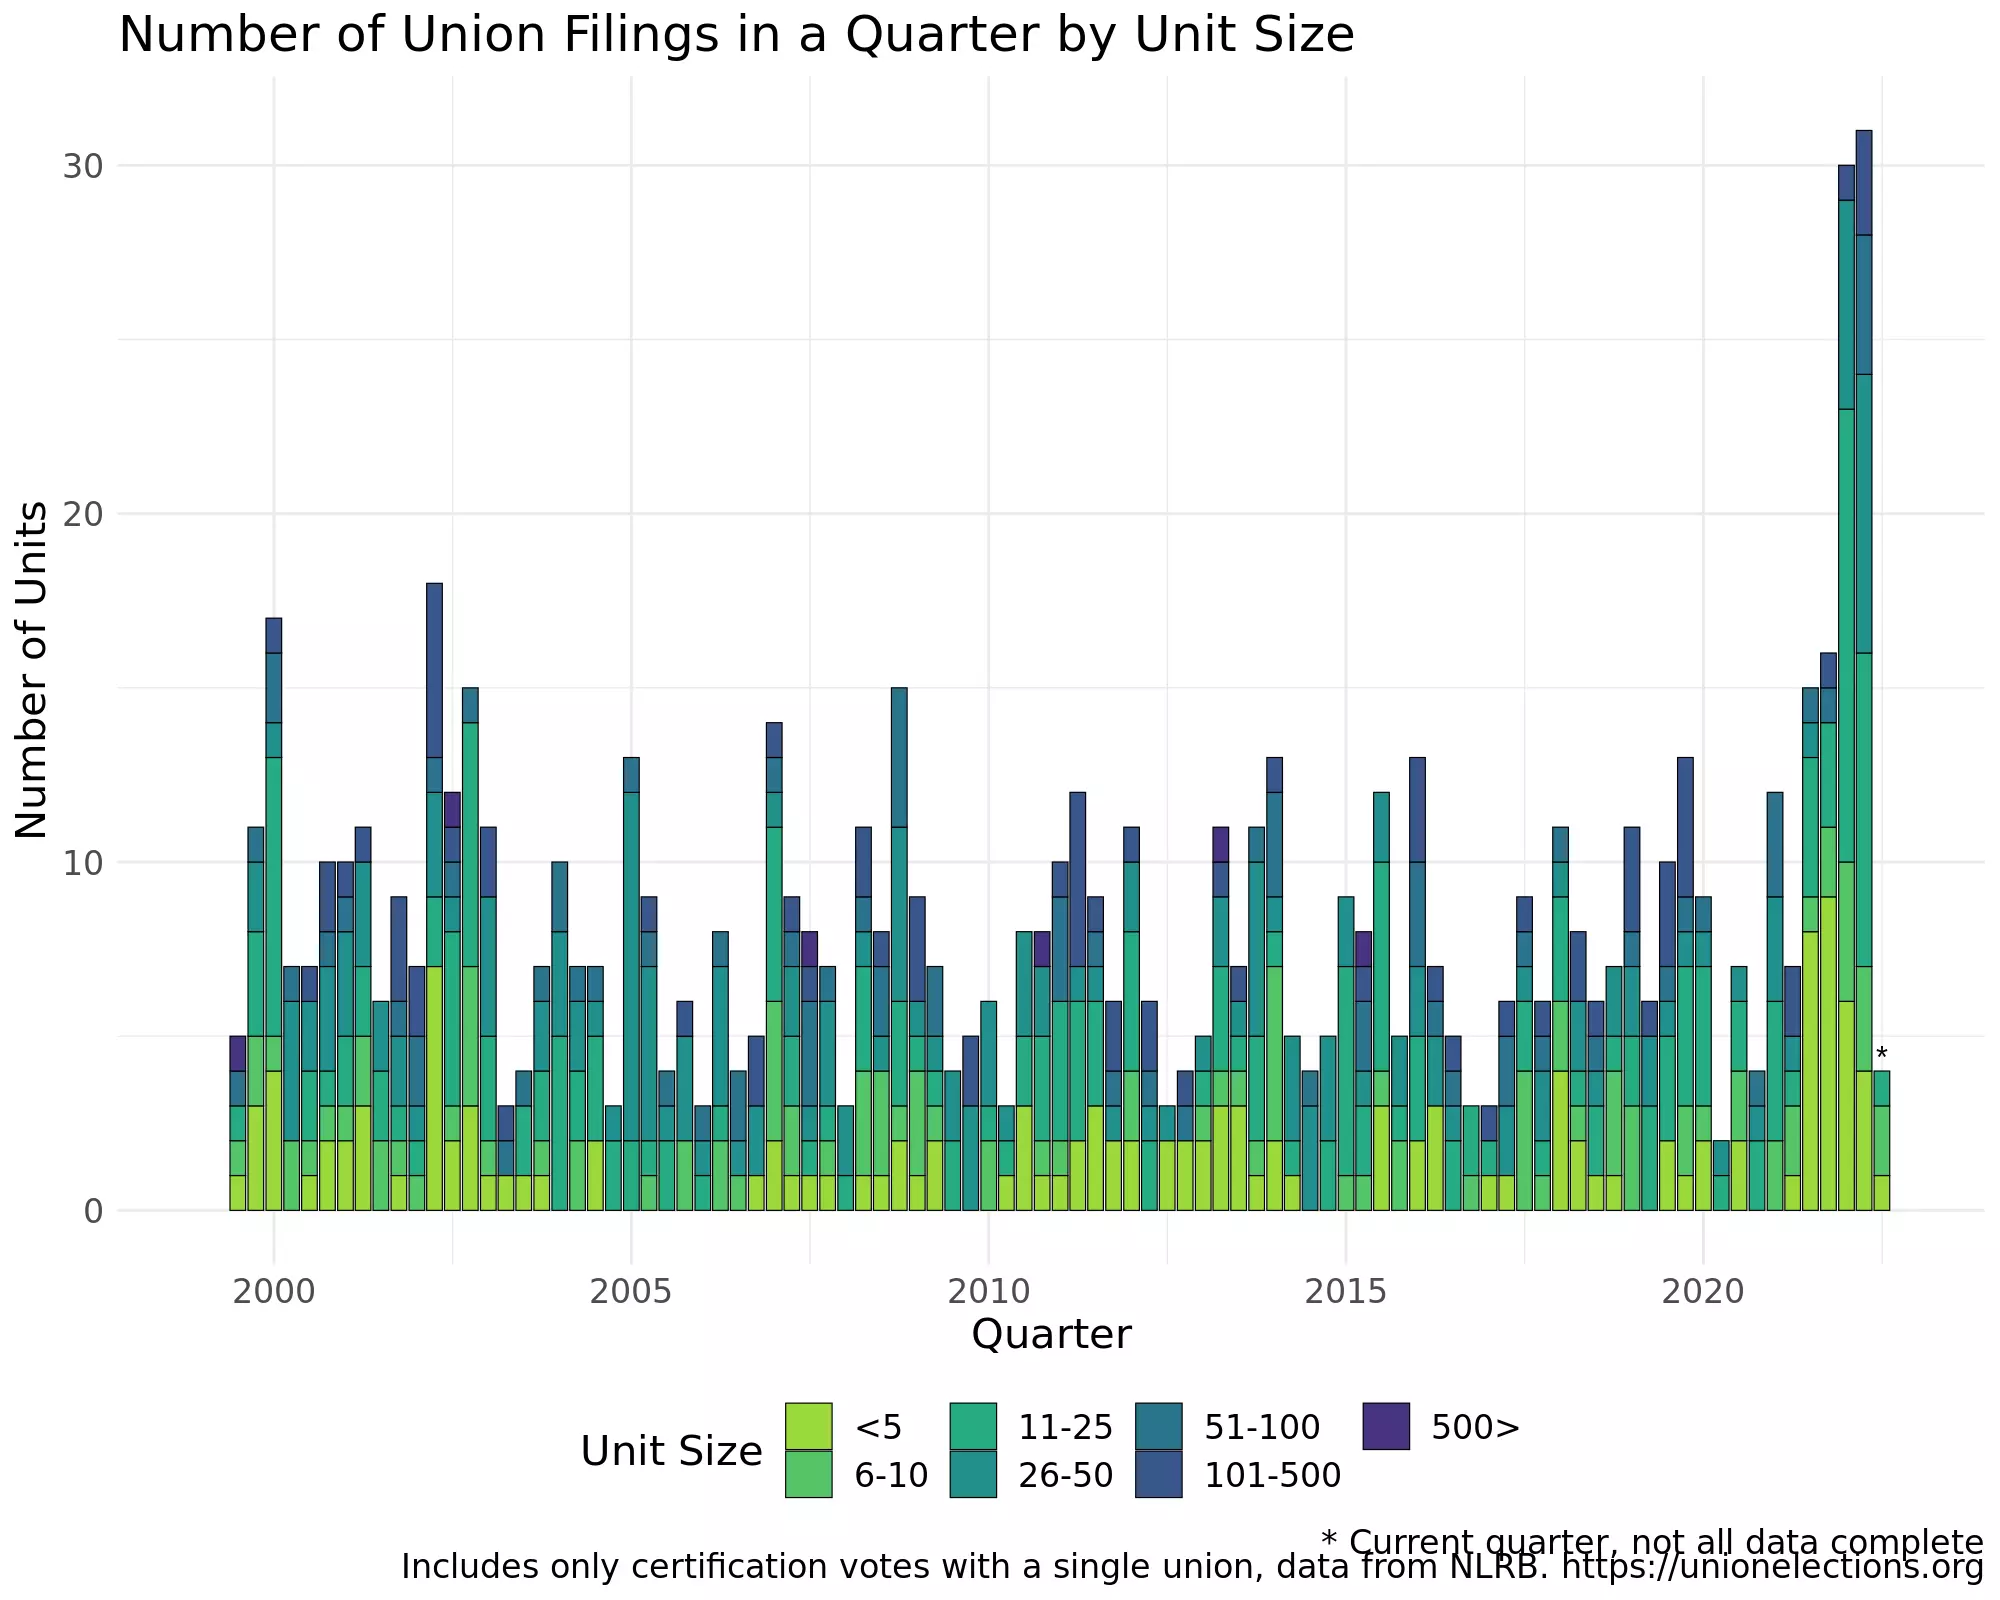 Number of Union Filings in a Quarter by Unit Size
Number of Units
30
20
10
0
*
2000 2005 2010 2015 2020
Quarter
Unit Size
<5 11-25 51-100 500>
6-10 26-50 101-500
* Current quarter, not all data complete
Includes only certification votes with a single union, data from NLRB. https://unionelections.org